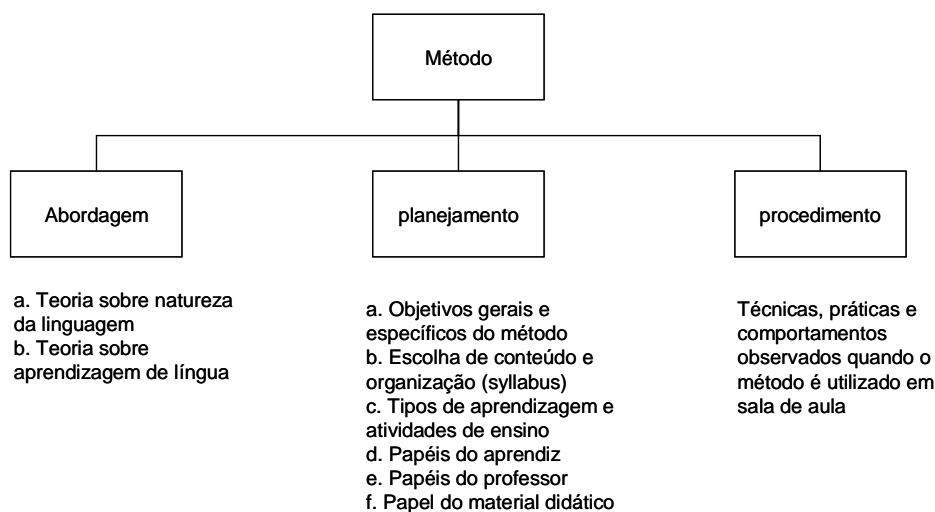 Método
Abordagem
planejamento
procedimento
a. Teoria sobre natureza
da linguagem
b. Teoria sobre
aprendizagem de língua
a. Objetivos gerais e
específicos do método
b. Escolha de conteúdo e
organização (syllabus)
c. Tipos de aprendizagem e
atividades de ensino
d. Papéis do aprendiz
e. Papéis do professor
f. Papel do material didático
Técnicas, práticas e
comportamentos
observados quando o
método é utilizado em
sala de aula